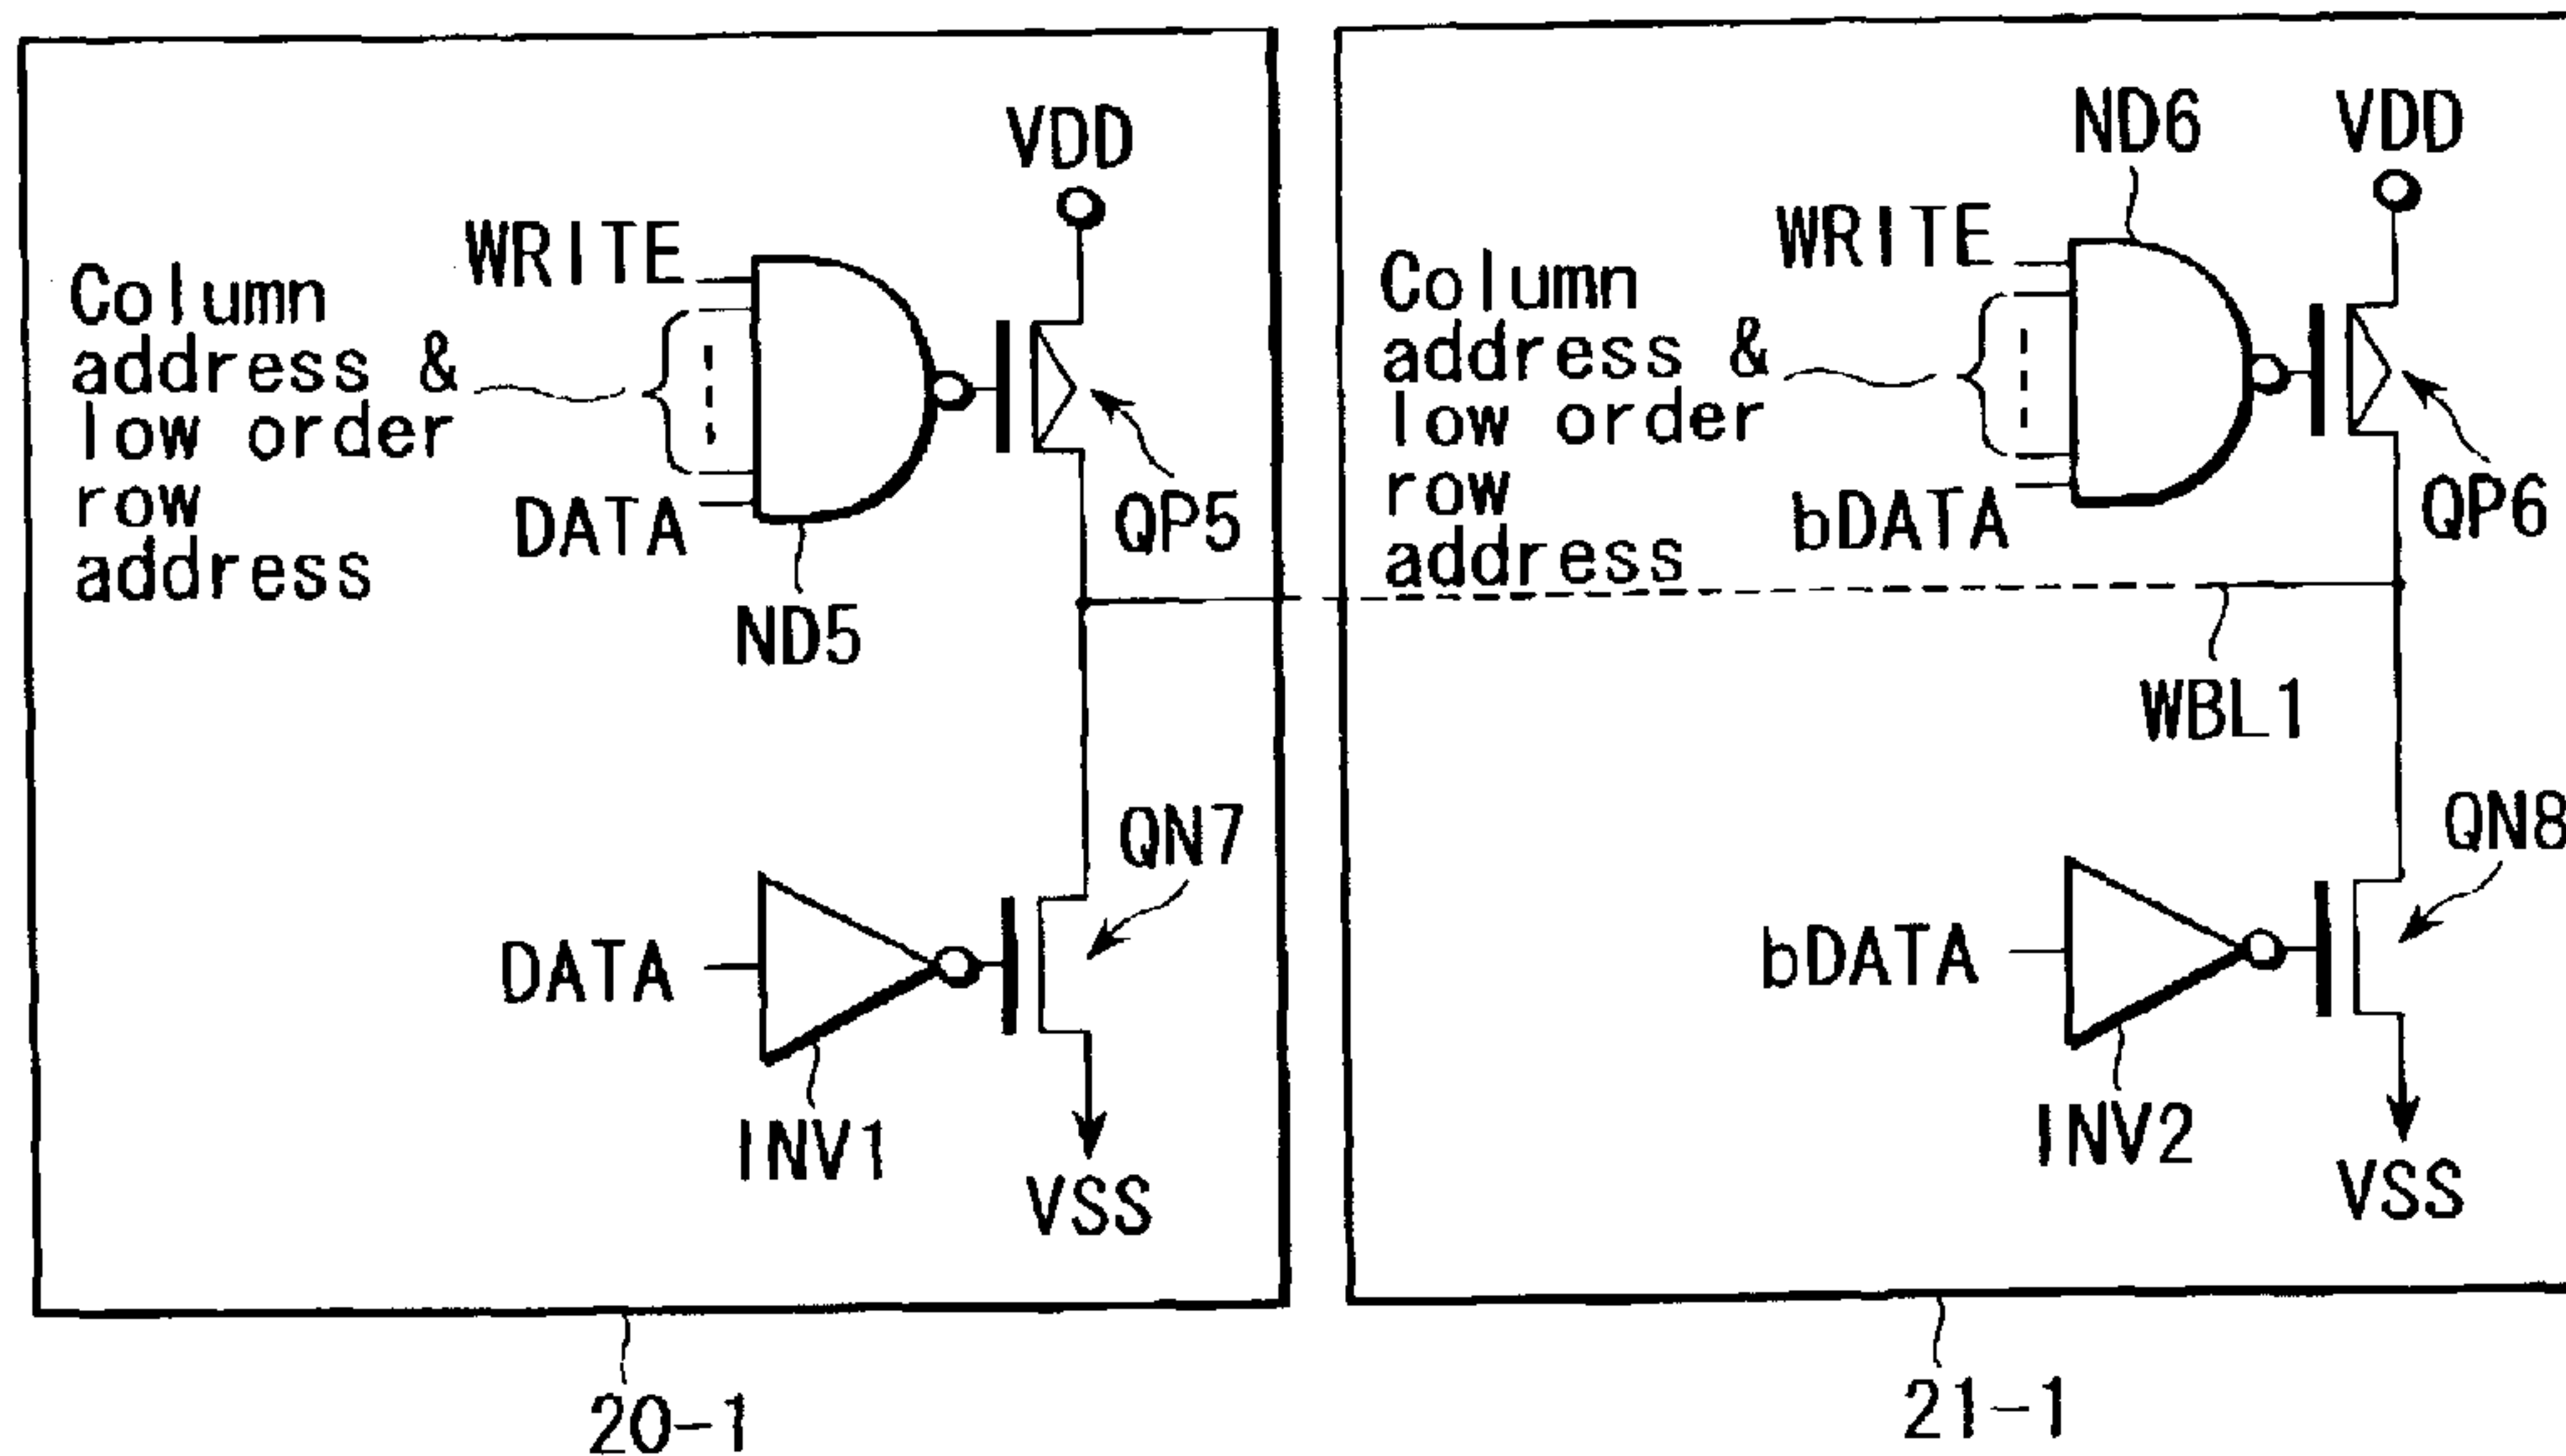 VDD
WRITE
Column
address &
low order
row
address
DATA
QP5
ND5
QN7
DATA
INV1
VSS
20-1
ND6
VDD
WRITE
Column
address &
low order
row
address
bDATA
QP6
WBL1
QN8
bDATA
INV2
VSS
21-1